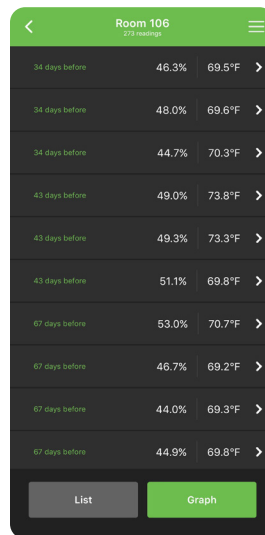 Room 106
273 readings
34 days before 46.3% 69.5°F
34 days before 48.0% 69.6°F
34 days before 44.7% 70.3°F
43 days before 49.0% 73.8°F
43 days before 49.3% 73.3°F
43 days before 51.1% 69.8°F
67 days before 53.0% 70.7°F
67 days before 46.7% 69.2°F
67 days before 44.0% 69.3°F
67 days before 44.9% 69.8°F
List Graph